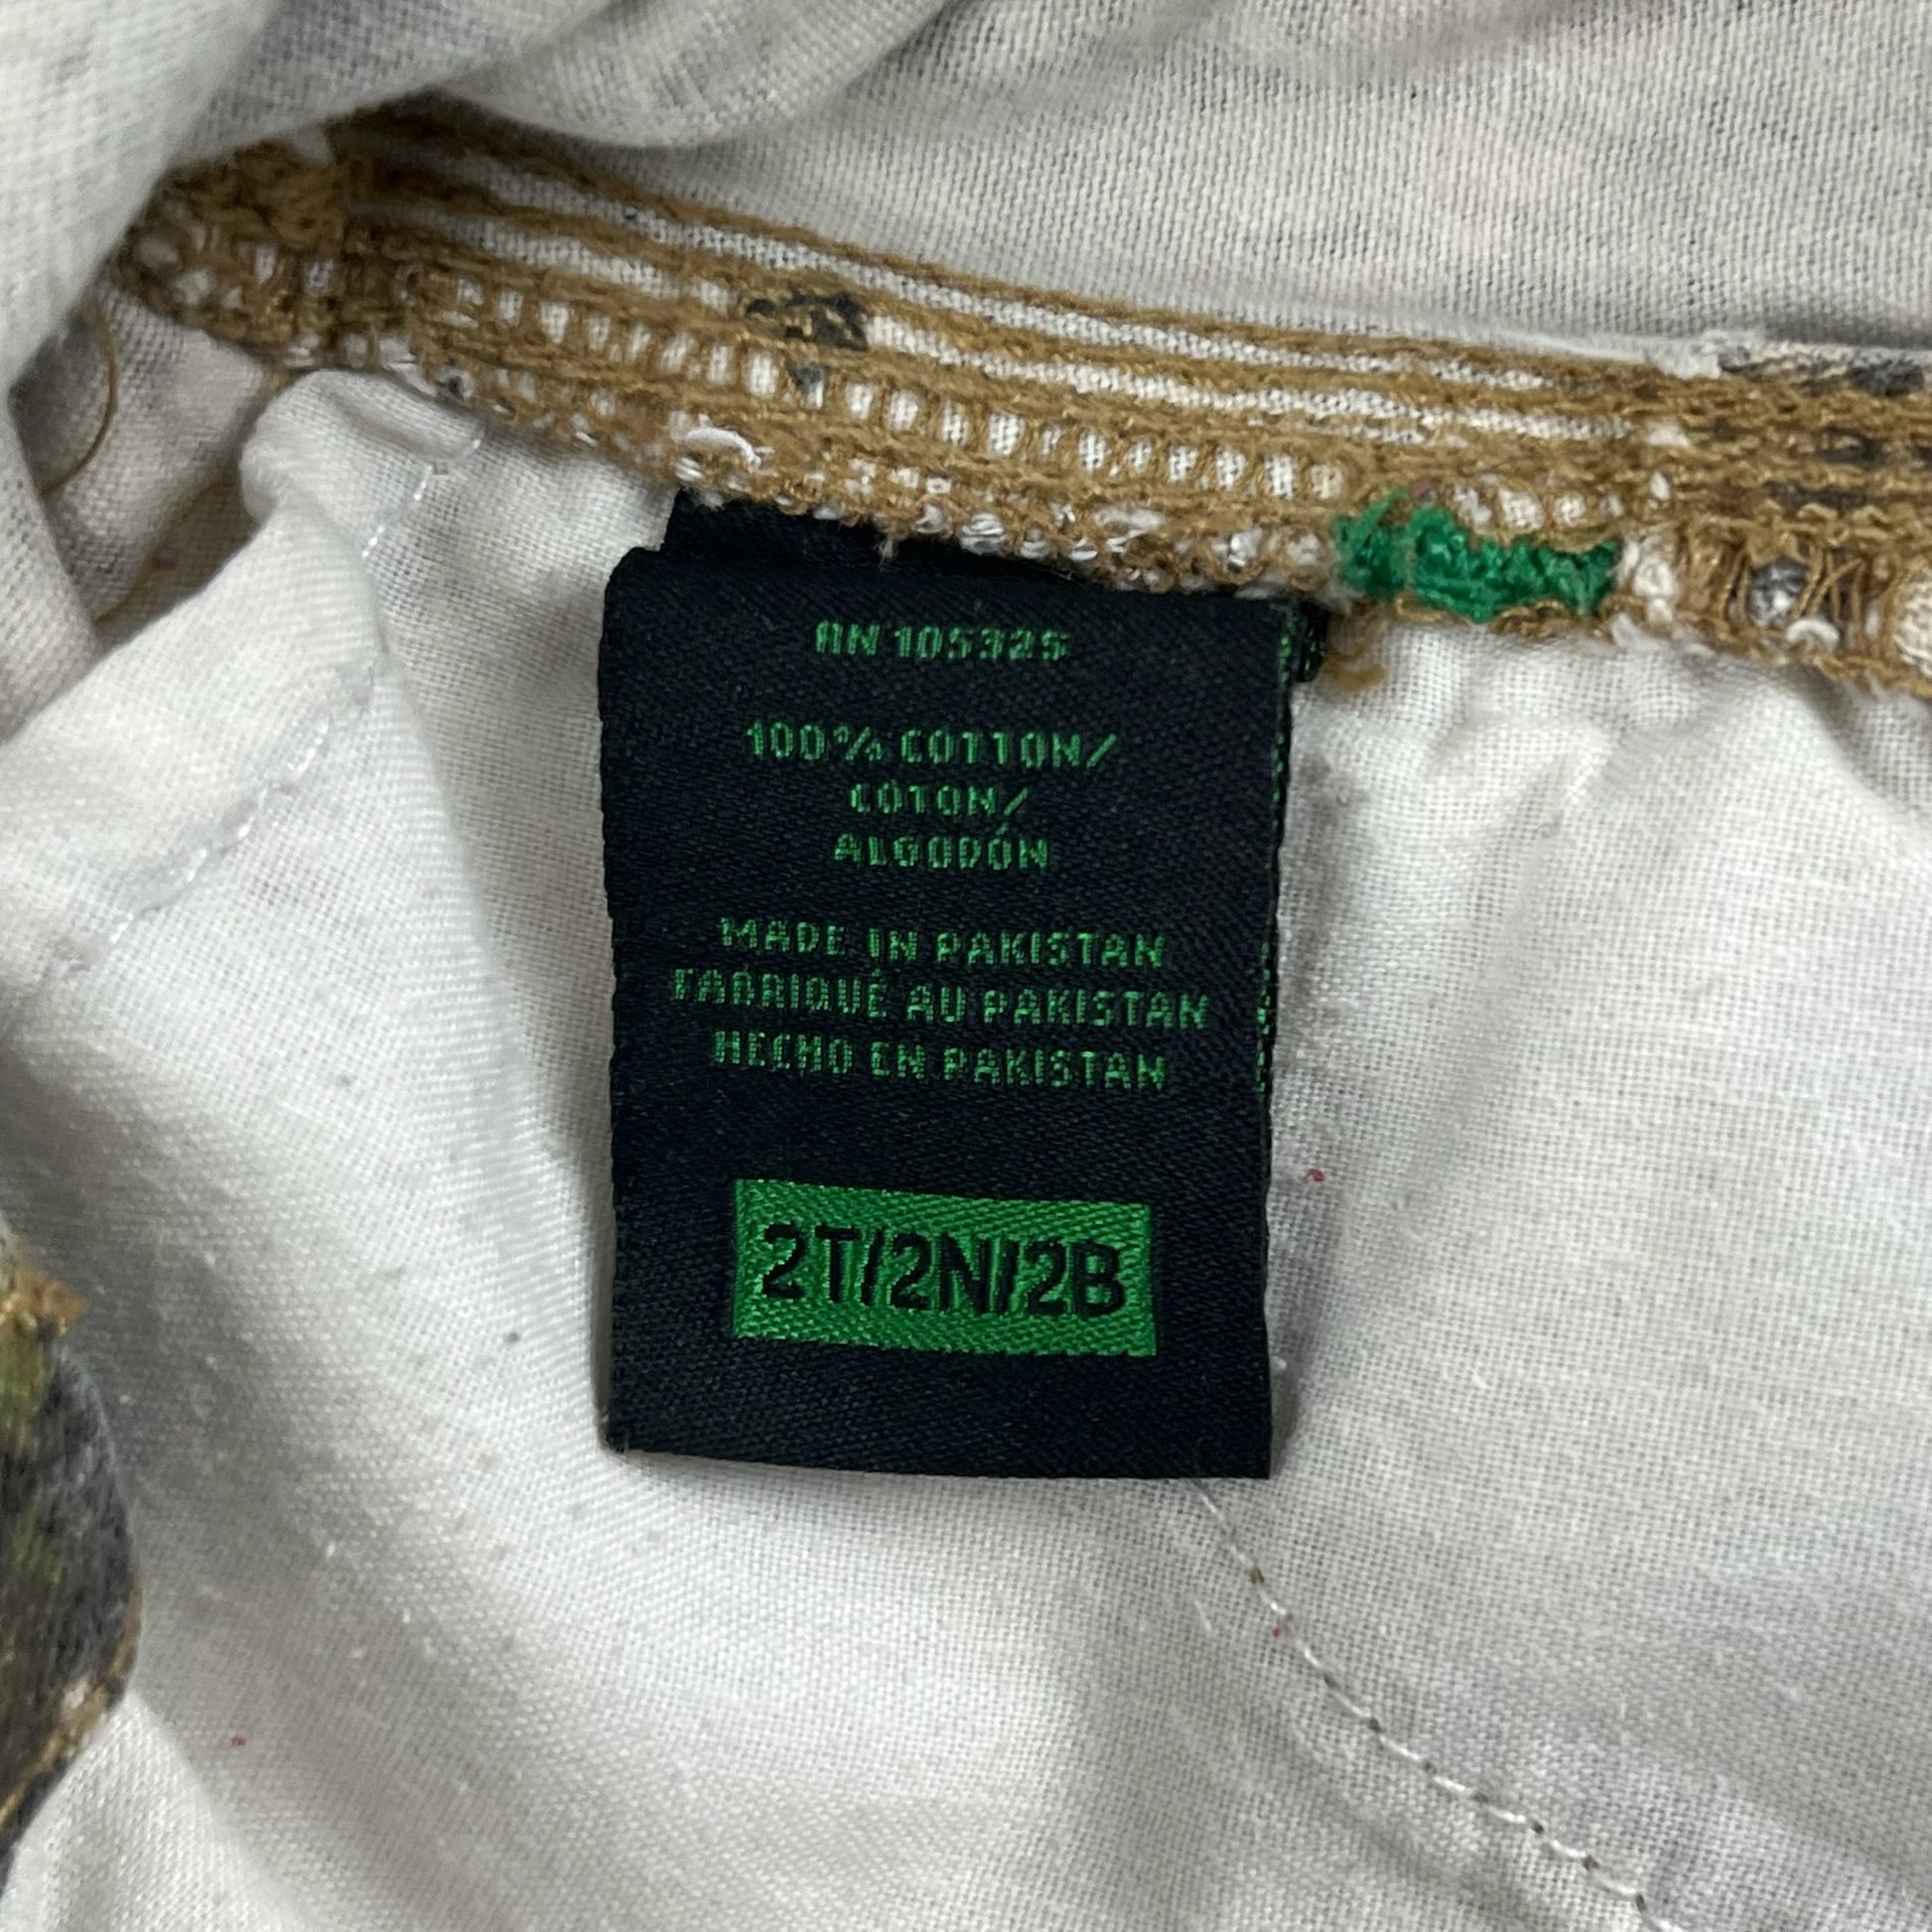 RN 105325
100% COTTON/
COTON/
ALGODÓN
MADE IN PAKISTAN
FABRIQUÉ AU PAKISTAN
HECHO EN PAKISTAN
2T/2N/2B